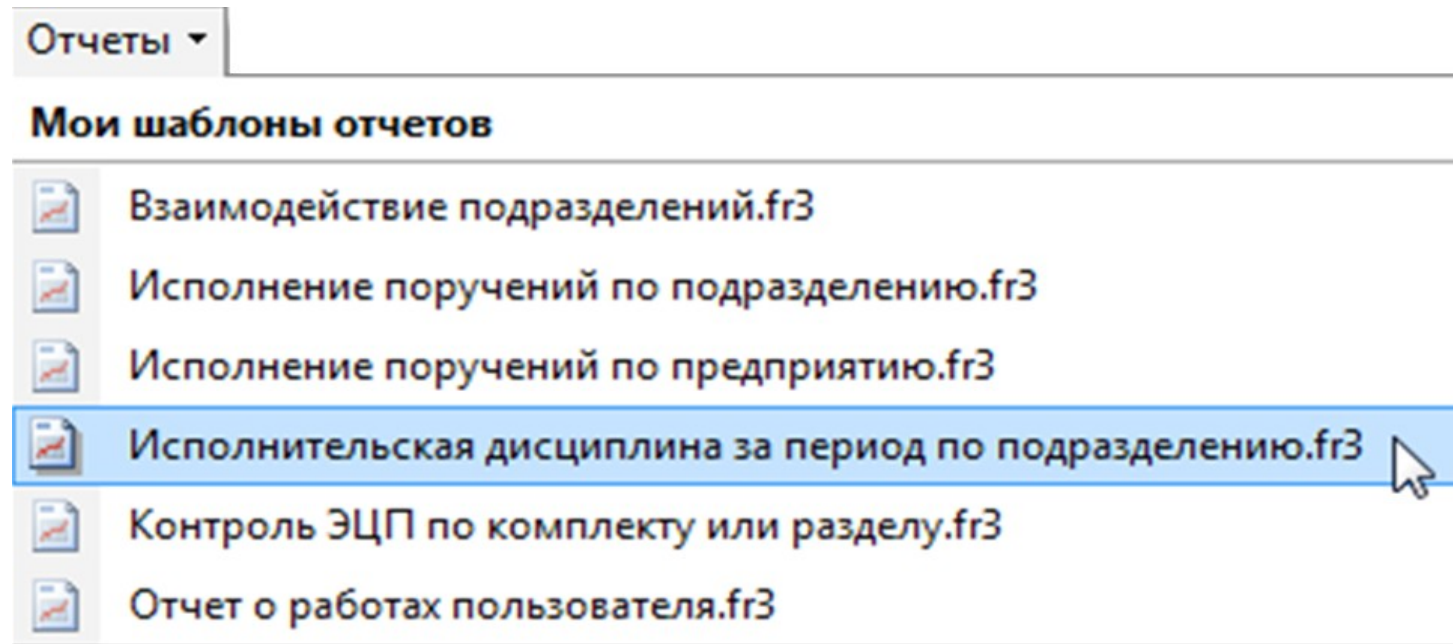 Отчеты
Мои шаблоны отчетов
Взаимодействие подразделений.fr3
Исполнение поручений по подразделению.fr3
Исполнение поручений по предприятию.fr3
Исполнительская дисциплина за период по подразделению.fr3
Контроль ЭЦП по комплекту или разделу.fr3
Отчет о работах пользователя.fr3